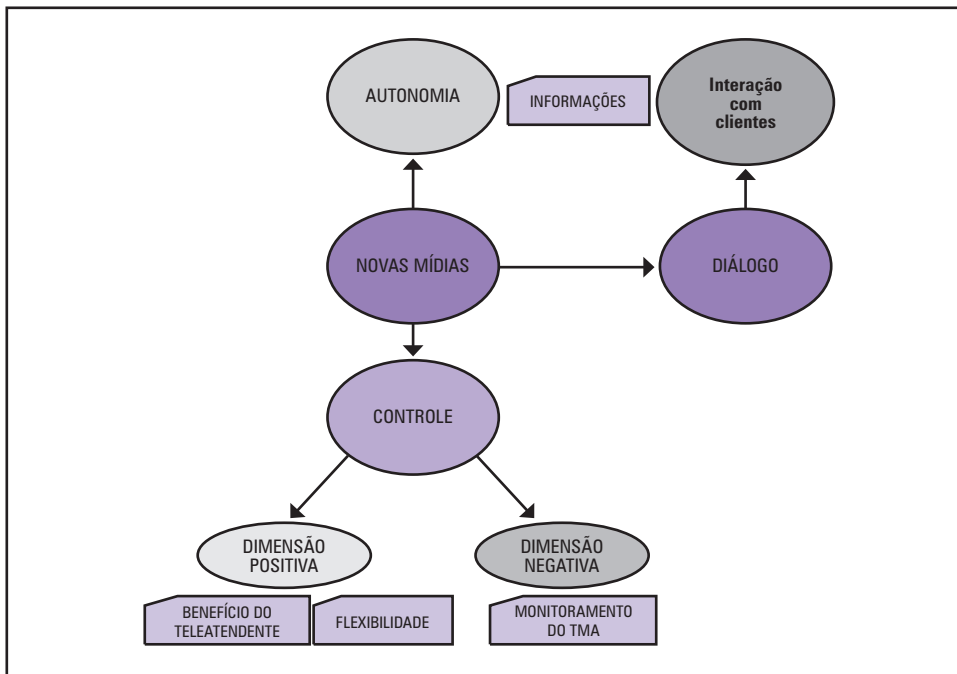 AUTONOMIA
INFORMAÇÕES
Interação
com
clientes
NOVAS MÍDIAS
DIÁLOGO
CONTROLE
DIMENSÃO
POSITIVA
DIMENSÃO
NEGATIVA
BENEFÍCIO DO
TELEATENDENTE
FLEXIBILIDADE
MONITORAMENTO
DO TMA